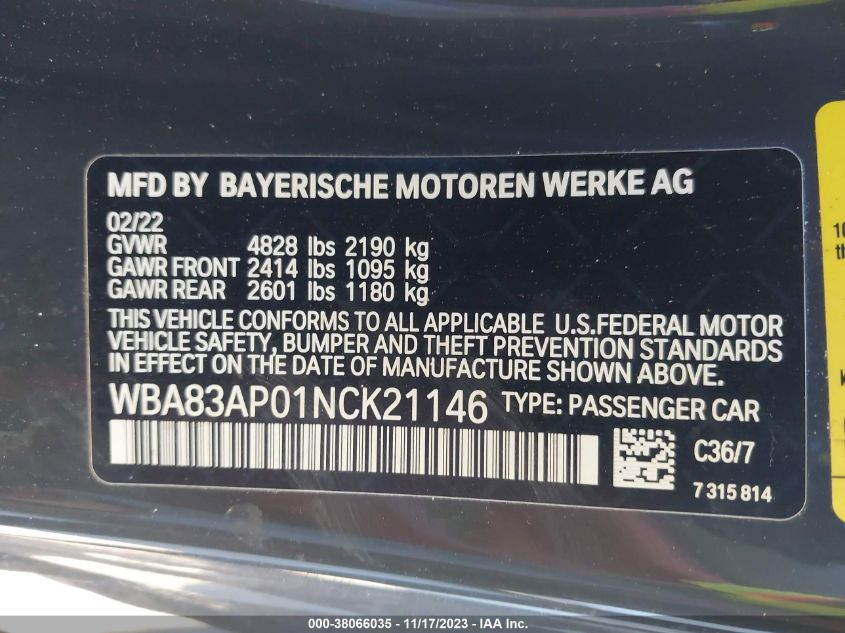 MFD BY BAYERISCHE MOTOREN WERKE AG
02/22
GVWR 4828 lbs 2190 kg
GAWR FRONT 2414 lbs 1095 kg
GAWR REAR 2601 lbs 1180 kg
THIS VEHICLE CONFORMS TO ALL APPLICABLE U.S.FEDERAL MOTOR
VEHICLE SAFETY, BUMPER AND THEFT PREVENTION STANDARDS
IN EFFECT ON THE DATE OF MANUFACTURE SHOWN ABOVE.
WBA83AP01NCK21146 TYPE: PASSENGER CAR
C36/7
7 315 814
10
th
000-38066035 - 11/17/2023 - IAA Inc.